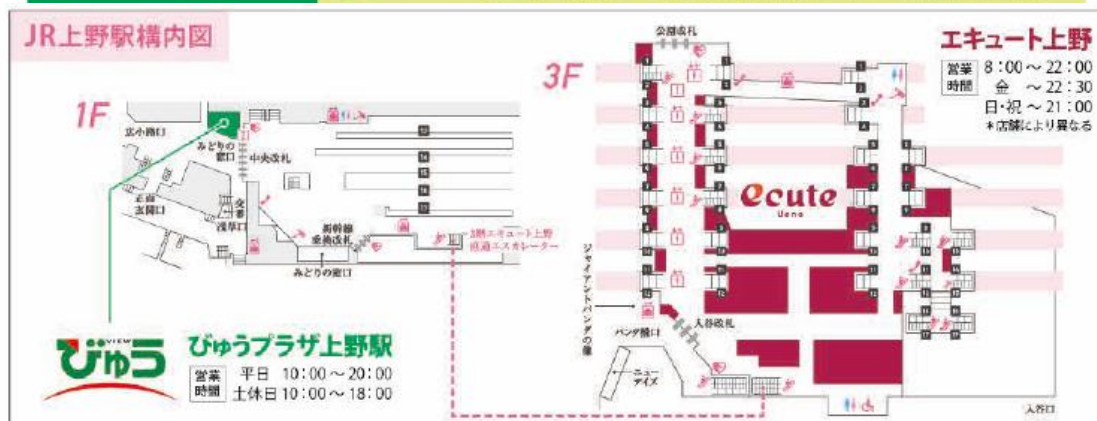 JR上野駅構内図
1F
広小路口
みどりの
窓口
中央改札
正面
玄関口
交番
浅草口
新幹線
乗換改札
みどりの窓口
3階エキュート上野
直通エスカレーター
VIEW
びゅう
びゅうプラザ上野駅
営業
時間
平日 10:00～20:00
土休日 10:00～18:00
3F
公園改札
エキュート上野
営業
時間
8:00～22:00
金 ～22:30
日・祝 ～21:00
*店舗により異なる
ecute
Ueno
ジャイアントパンダの像
パンダ橋口
入谷改札
ニュー
デイズ
入谷口